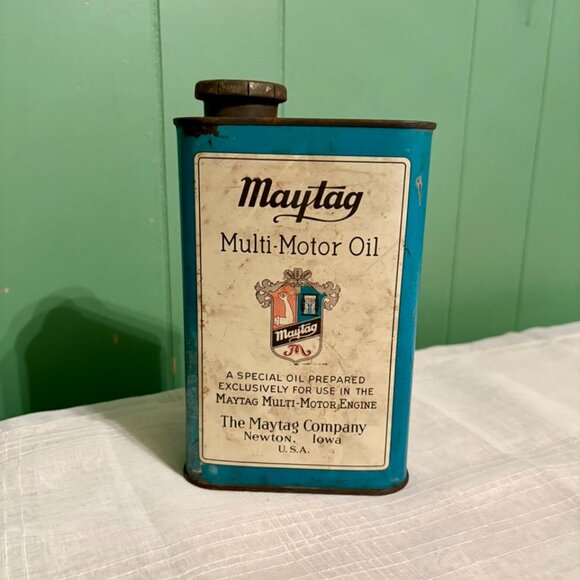 Maytag
Multi-Motor Oil
Maytag
M
A SPECIAL OIL PREPARED
EXCLUSIVELY FOR USE IN THE
MAYTAG MULTI-MOTOR ENGINE
The Maytag Company
Newton, Iowa
U.S.A.